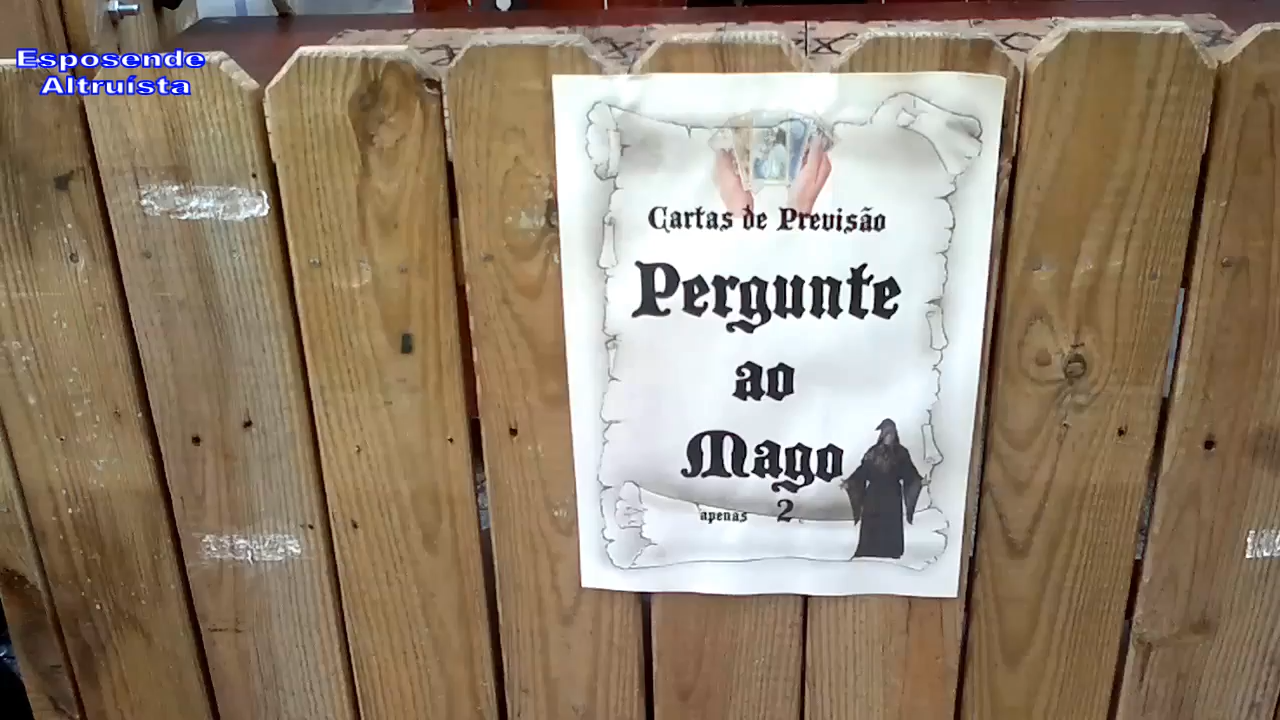 Esposende
Altruísta
Cartas de Previsão
Pergunte
ao
Mago
apenas 2